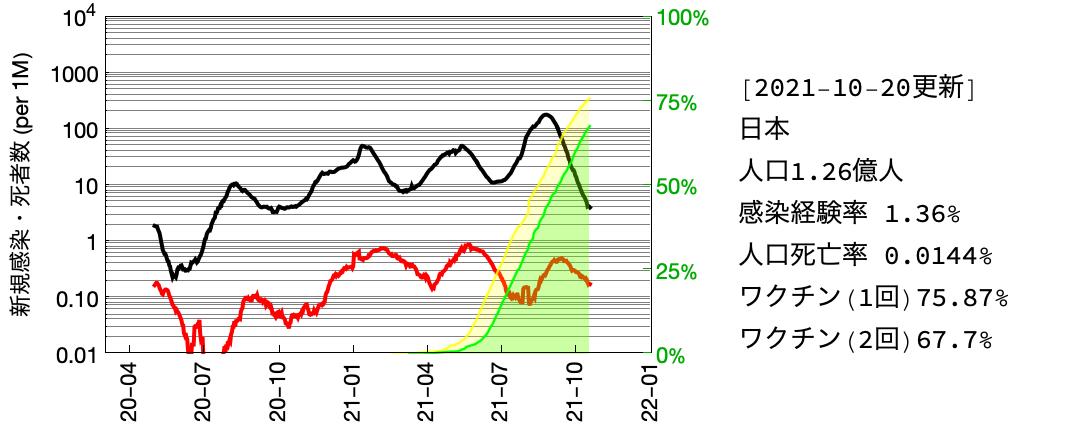 新規感染・死者数 (per 1M)
10^4
1000
100
10
1
0.10
0.01
100%
75%
50%
25%
0%
20-04
20-07
20-10
21-01
21-04
21-07
21-10
22-01
[2021-10-20更新]
日本
人口1.26億人
感染経験率 1.36%
人口死亡率 0.0144%
ワクチン(1回)75.87%
ワクチン(2回)67.7%